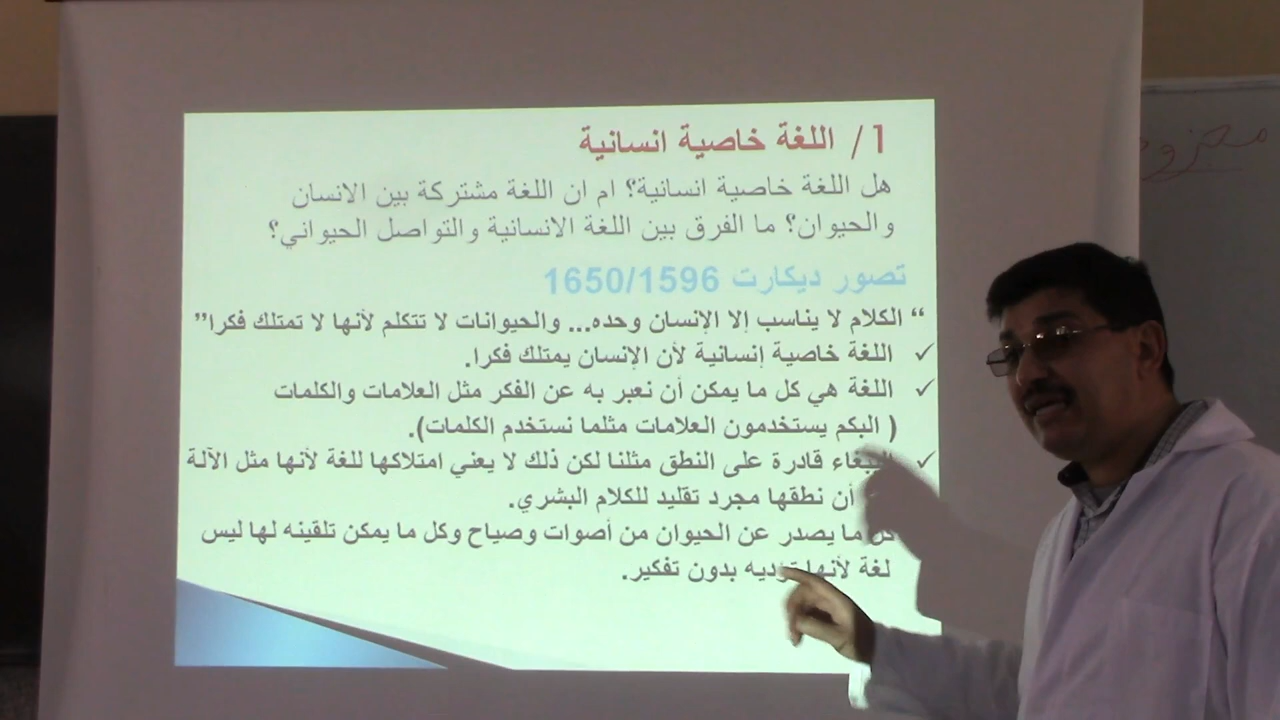 1/ اللغة خاصية انسانية
هل اللغة خاصية انسانية؟ ام ان اللغة مشتركة بين الانسان
والحيوان؟ ما الفرق بين اللغة الانسانية والتواصل الحيواني؟
تصور ديكارت 1650/1596
“ الكلام لا يناسب إلا الإنسان وحده... والحيوانات لا تتكلم لأنها لا تمتلك فكرا”
✓ اللغة خاصية إنسانية لأن الإنسان يمتلك فكرا.
✓ اللغة هي كل ما يمكن أن نعبر به عن الفكر مثل العلامات والكلمات
( البكم يستخدمون العلامات مثلما نستخدم الكلمات).
✓ قادرة على النطق مثلنا لكن ذلك لا يعني امتلاكها للغة لأنها مثل الآلة
أن نطقها مجرد تقليد للكلام البشري.
كل ما يصدر عن الحيوان من أصوات وصياح وكل ما يمكن تلقينه لها ليس
لغة لأنها تؤديه بدون تفكير.